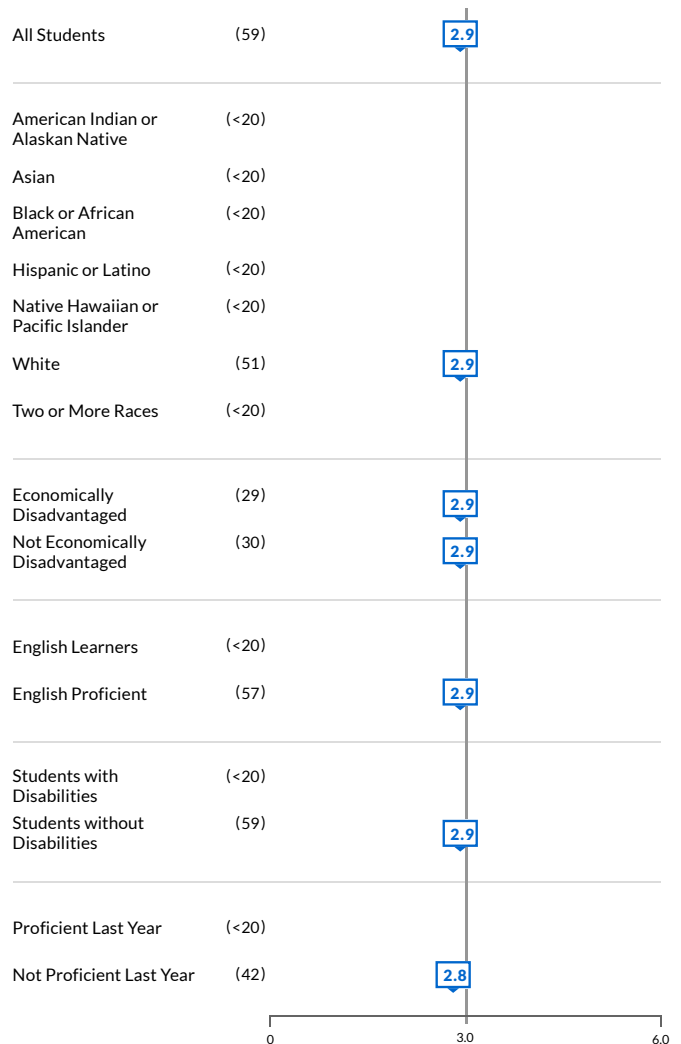 All Students (59) 2.9
American Indian or (<20)
Alaskan Native
Asian (<20)
Black or African (<20)
American
Hispanic or Latino (<20)
Native Hawaiian or (<20)
Pacific Islander
White (51) 2.9
Two or More Races (<20)
Economically (29) 2.9
Disadvantaged
Not Economically (30) 2.9
Disadvantaged
English Learners (<20)
English Proficient (57) 2.9
Students with (<20)
Disabilities
Students without (59) 2.9
Disabilities
Proficient Last Year (<20)
Not Proficient Last Year (42) 2.8
0 3.0 6.0